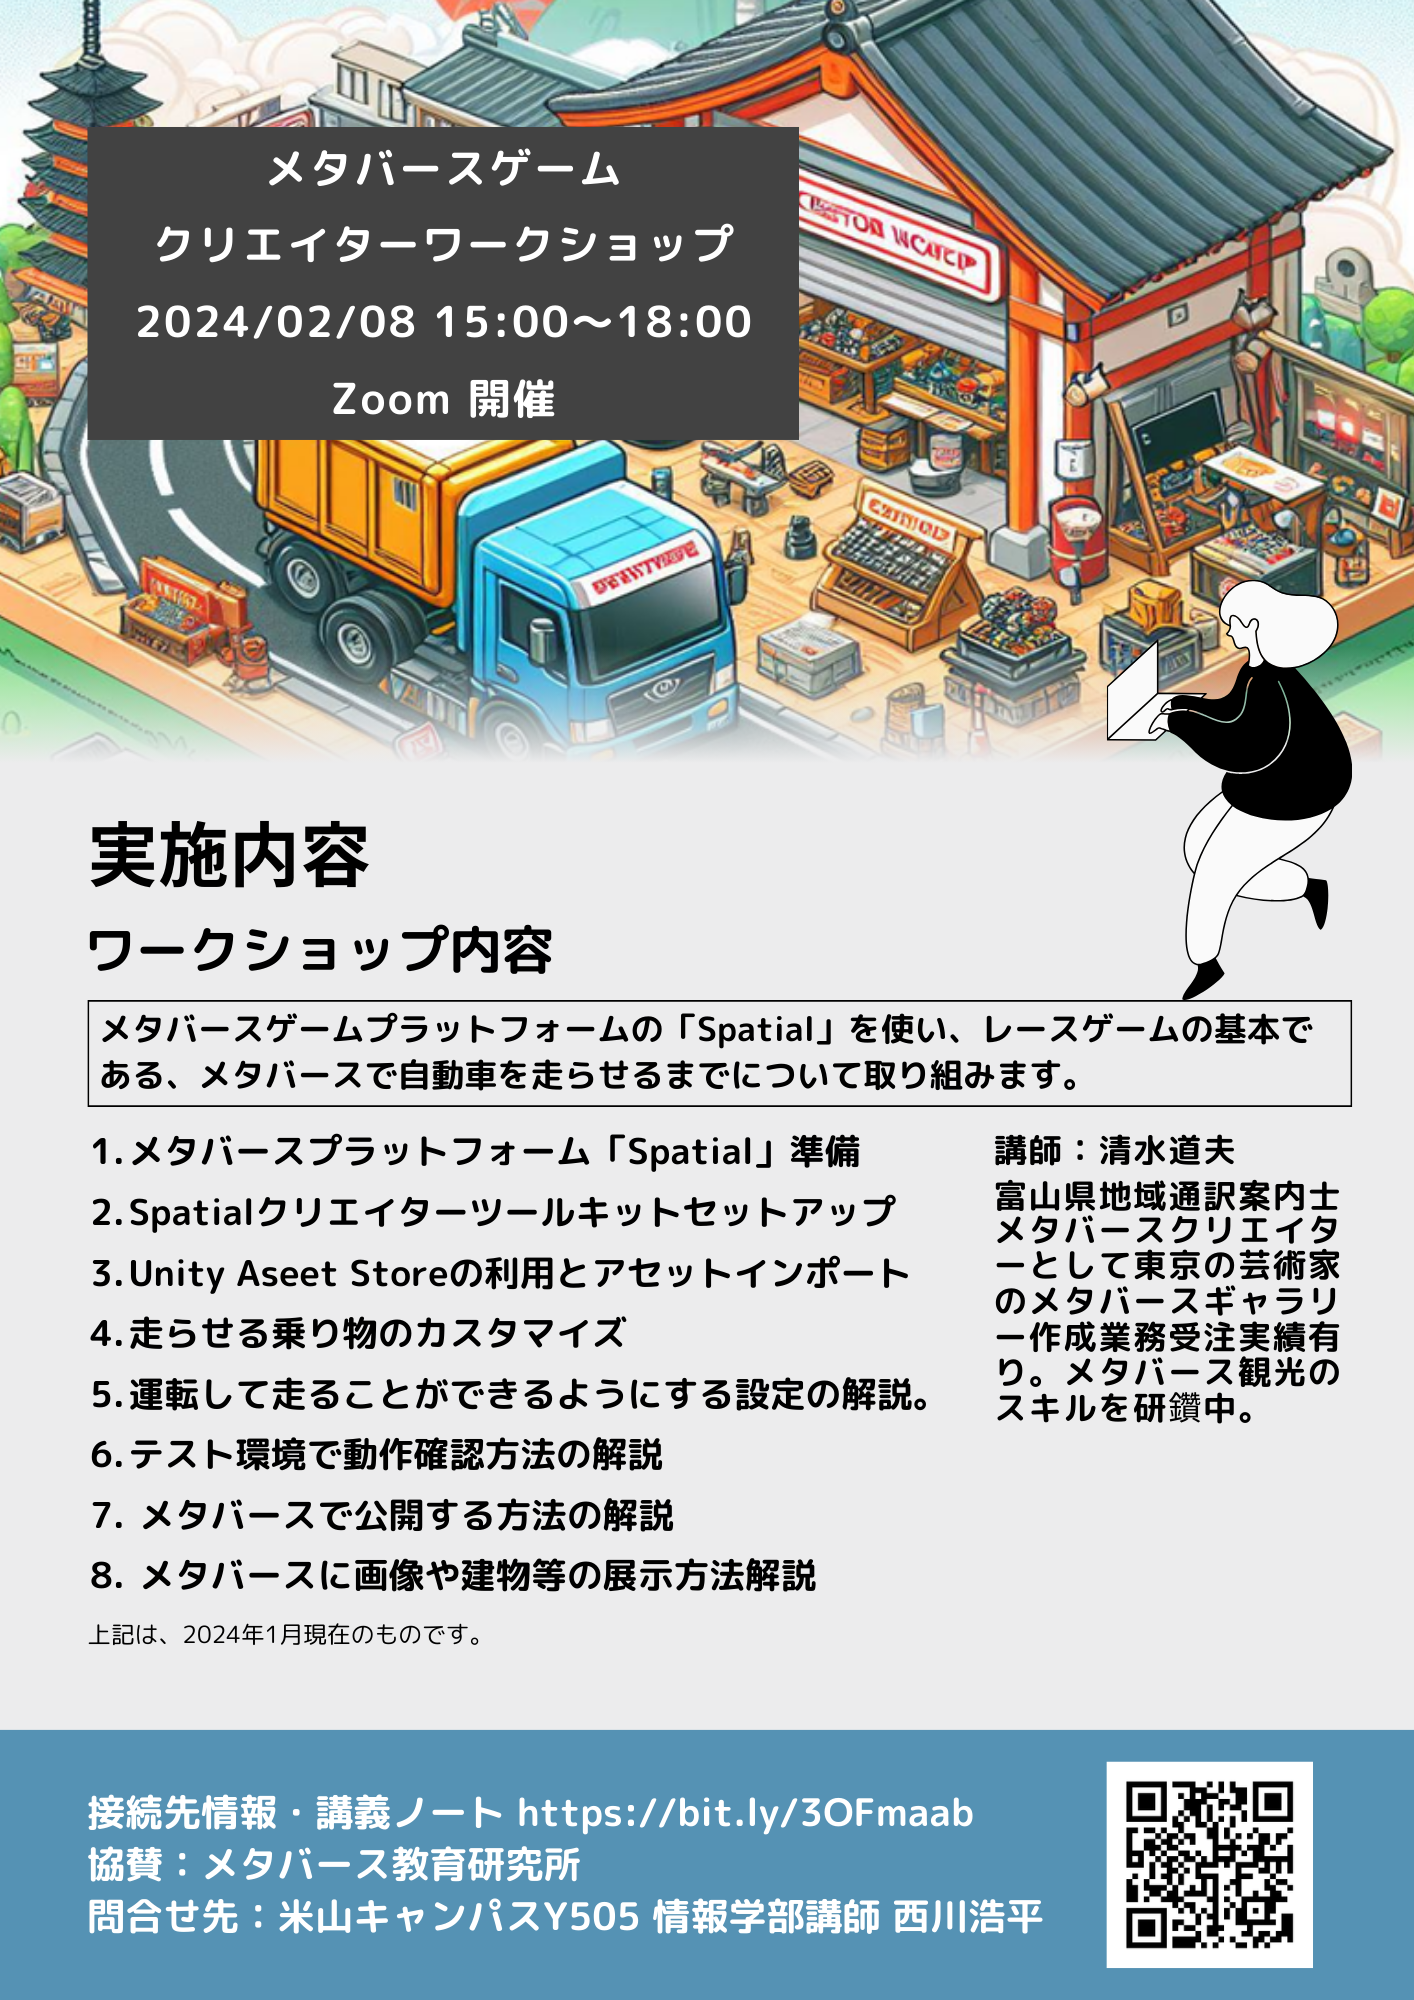 メタバースゲーム
クリエイターワークショップ
2024/02/08 15:00〜18:00
Zoom 開催
実施内容
ワークショップ内容
メタバースゲームプラットフォームの「Spatial」を使い、レースゲームの基本で
ある、メタバースで自動車を走らせるまでについて取り組みます。
1.メタバースプラットフォーム「Spatial」準備
2.Spatialクリエイターツールキットセットアップ
3.Unity Aseet Storeの利用とアセットインポート
4.走らせる乗り物のカスタマイズ
5.運転して走ることができるようにする設定の解説。
6.テスト環境で動作確認方法の解説
7. メタバースで公開する方法の解説
8. メタバースに画像や建物等の展示方法解説
上記は、2024年1月現在のものです。
講師：清水道夫
富山県地域通訳案内士
メタバースクリエイタ
ーとして東京の芸術家
のメタバースギャラリ
ー作成業務受注実績有
り。メタバース観光の
スキルを研鑽中。
接続先情報・講義ノート https://bit.ly/3OFmaab
協賛：メタバース教育研究所
問合せ先：米山キャンパスY505 情報学部講師 西川浩平